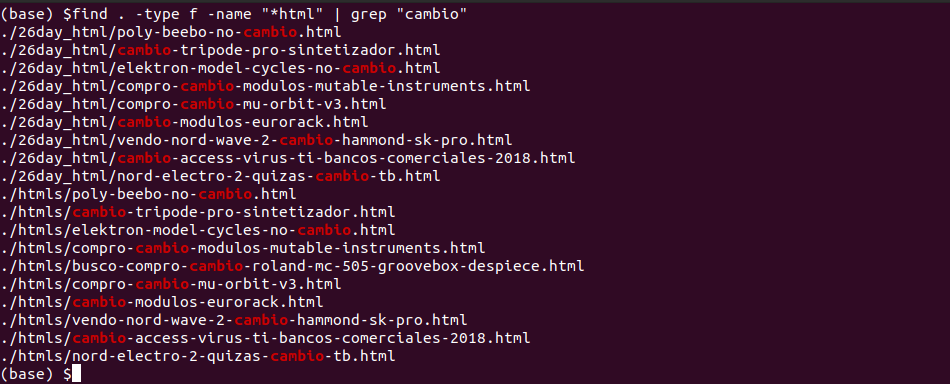 (base) $find . -type f -name "*html" | grep "cambio"
./26day_html/poly-beebo-no-cambio.html
./26day_html/cambio-tripode-pro-sintetizador.html
./26day_html/elektron-model-cycles-no-cambio.html
./26day_html/compro-cambio-modulos-mutable-instruments.html
./26day_html/compro-cambio-mu-orbit-v3.html
./26day_html/cambio-modulos-eurorack.html
./26day_html/vendo-nord-wave-2-cambio-hammond-sk-pro.html
./26day_html/cambio-access-virus-ti-bancos-comerciales-2018.html
./26day_html/nord-electro-2-quizas-cambio-tb.html
./htmls/poly-beebo-no-cambio.html
./htmls/cambio-tripode-pro-sintetizador.html
./htmls/elektron-model-cycles-no-cambio.html
./htmls/compro-cambio-modulos-mutable-instruments.html
./htmls/busco-compro-cambio-roland-mc-505-groovebox-despiece.html
./htmls/compro-cambio-mu-orbit-v3.html
./htmls/cambio-modulos-eurorack.html
./htmls/vendo-nord-wave-2-cambio-hammond-sk-pro.html
./htmls/cambio-access-virus-ti-bancos-comerciales-2018.html
./htmls/nord-electro-2-quizas-cambio-tb.html
(base) $